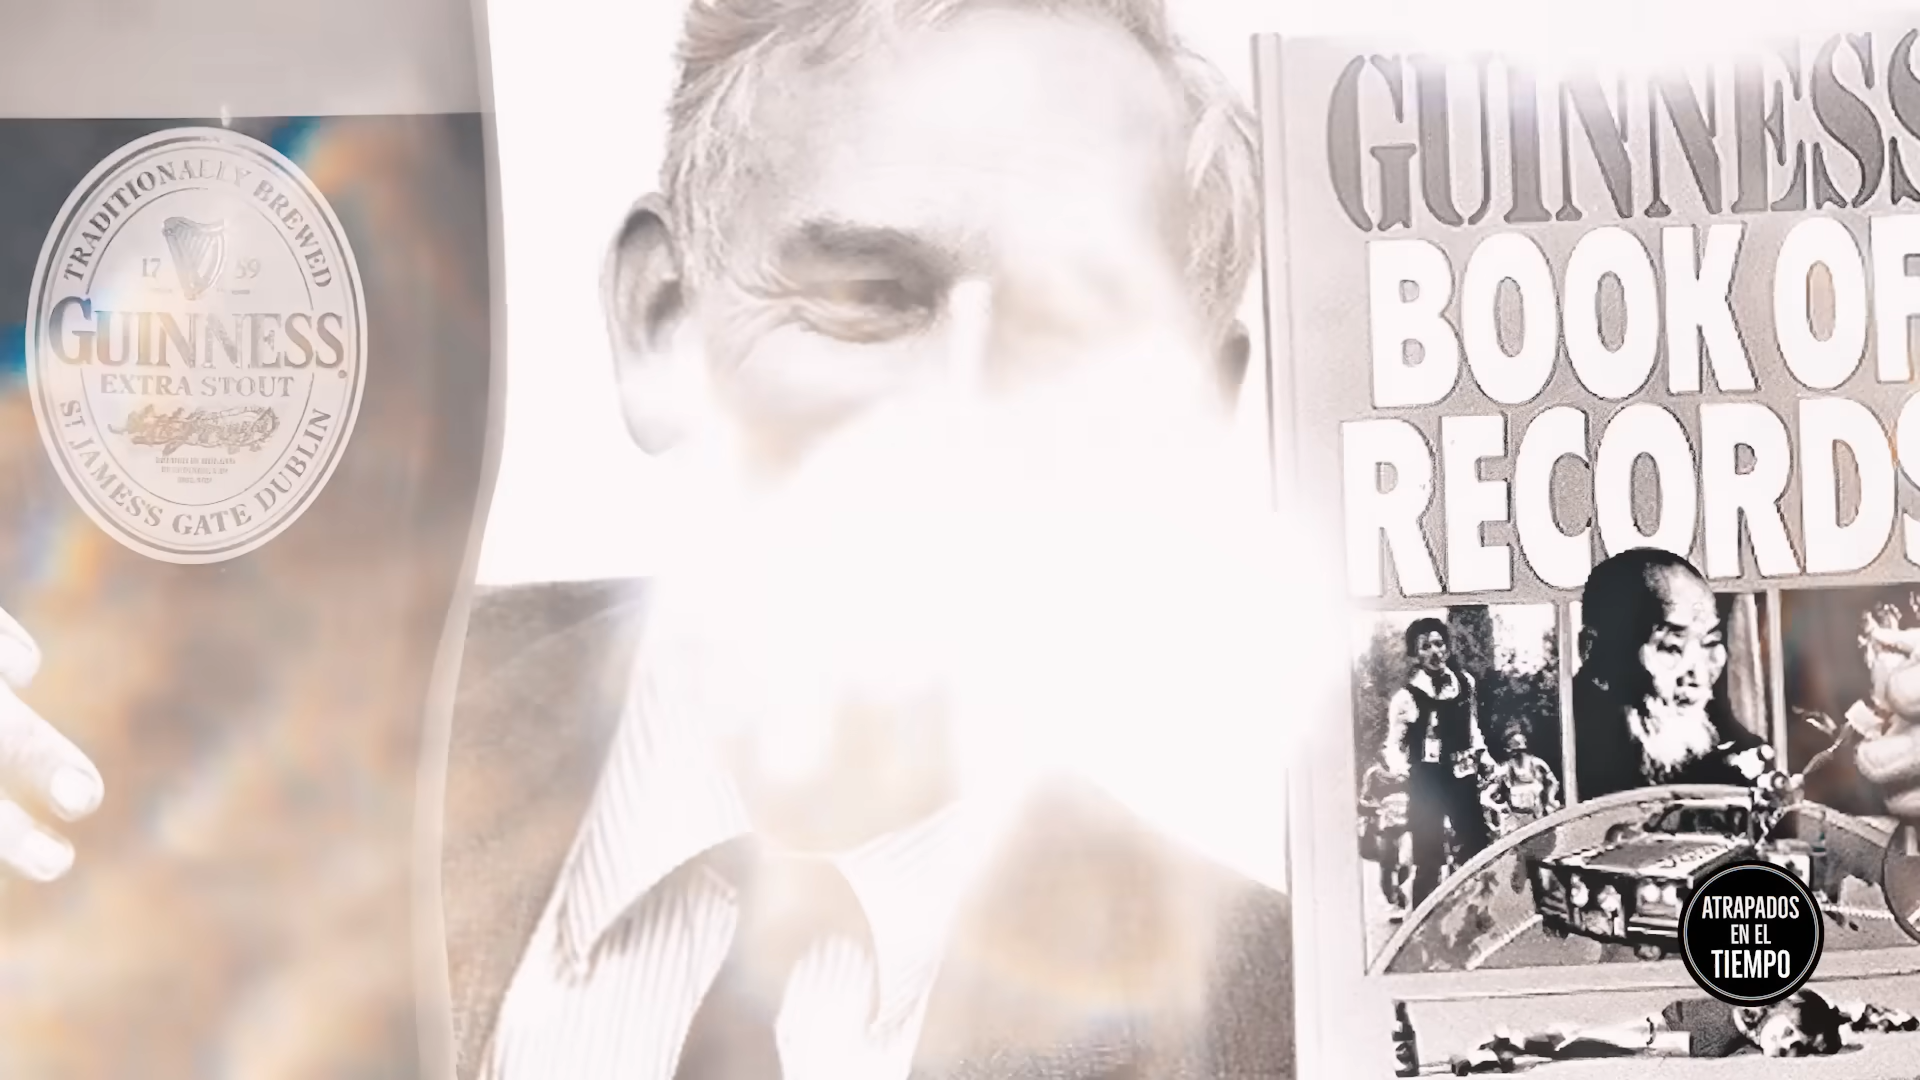 TRADITIONALLY BREWED
17 59
GUINNESS
EXTRA STOUT
ST JAMES'S GATE DUBLIN
GUINNESS
BOOK OF
RECORDS
ATRAPADOS
EN EL
TIEMPO